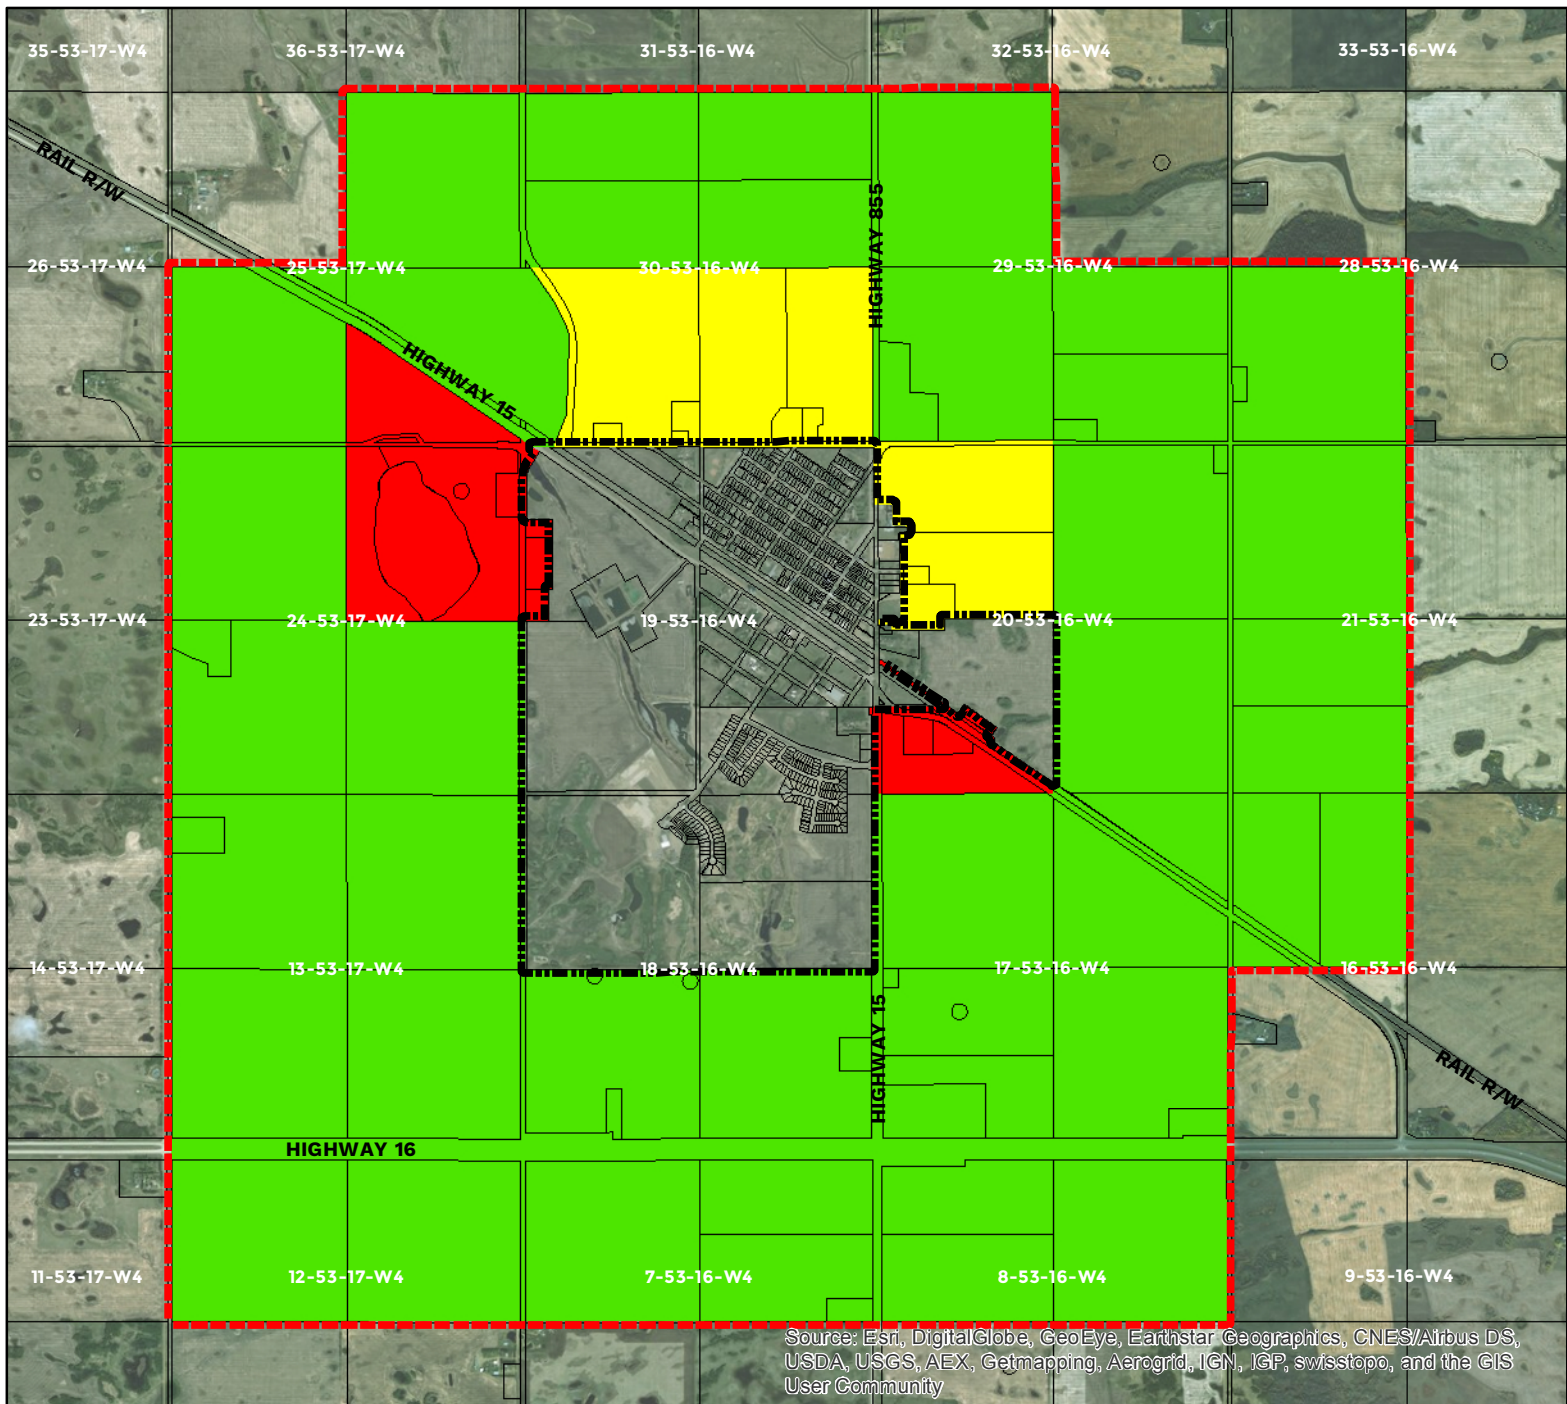 35-53-17-W4
36-53-17-W4
31-53-16-W4
32-53-16-W4
33-53-16-W4
RAIL R/W
HIGHWAY 855
26-53-17-W4
25-53-17-W4
30-53-16-W4
29-53-16-W4
28-53-16-W4
HIGHWAY 15
23-53-17-W4
24-53-17-W4
19-53-16-W4
20-53-16-W4
21-53-16-W4
14-53-17-W4
13-53-17-W4
18-53-16-W4
17-53-16-W4
16-53-16-W4
HIGHWAY 15
RAIL R/W
HIGHWAY 16
11-53-17-W4
12-53-17-W4
7-53-16-W4
8-53-16-W4
9-53-16-W4
Source: Esri, DigitalGlobe, GeoEye, Earthstar Geographics, CNES/Airbus DS,
USDA, USGS, AEX, Getmapping, Aerogrid, IGN, IGP, swisstopo, and the GIS
User Community